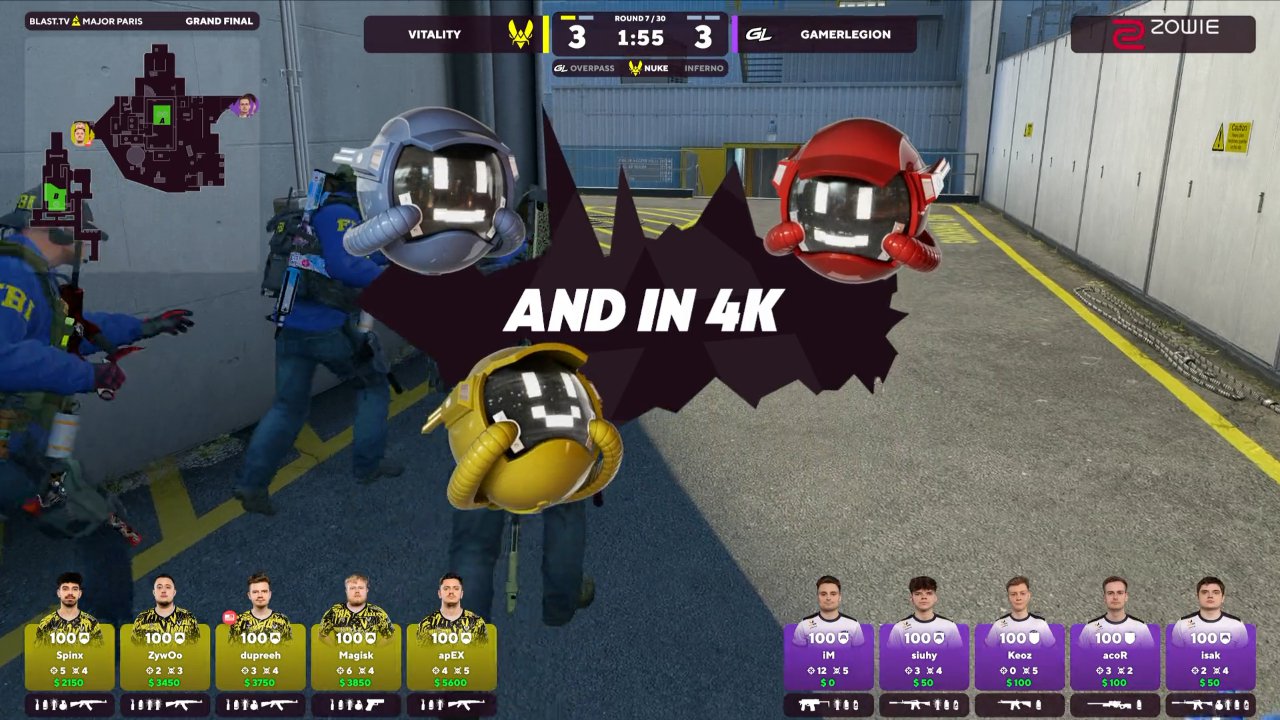 BLAST.TV MAJOR PARIS GRAND FINAL
VITALITY
3
ROUND 7 / 30
1:55
3
GL
GAMERLEGION
ZOWIE
GL OVERPASS NUKE INFERNO
Caution
FBI
F
AND IN 4K
100 100 100 100 100
Spinx ZywOo dupreeh Magisk apEX
5 4 2 3 3 4 6 4 4 5
$2150 $3450 $3750 $3850 $5600
100 100 100 100 100
iM siuhy Keoz acoR isak
12 5 3 4 0 5 3 2 2 4
$0 $50 $100 $100 $50